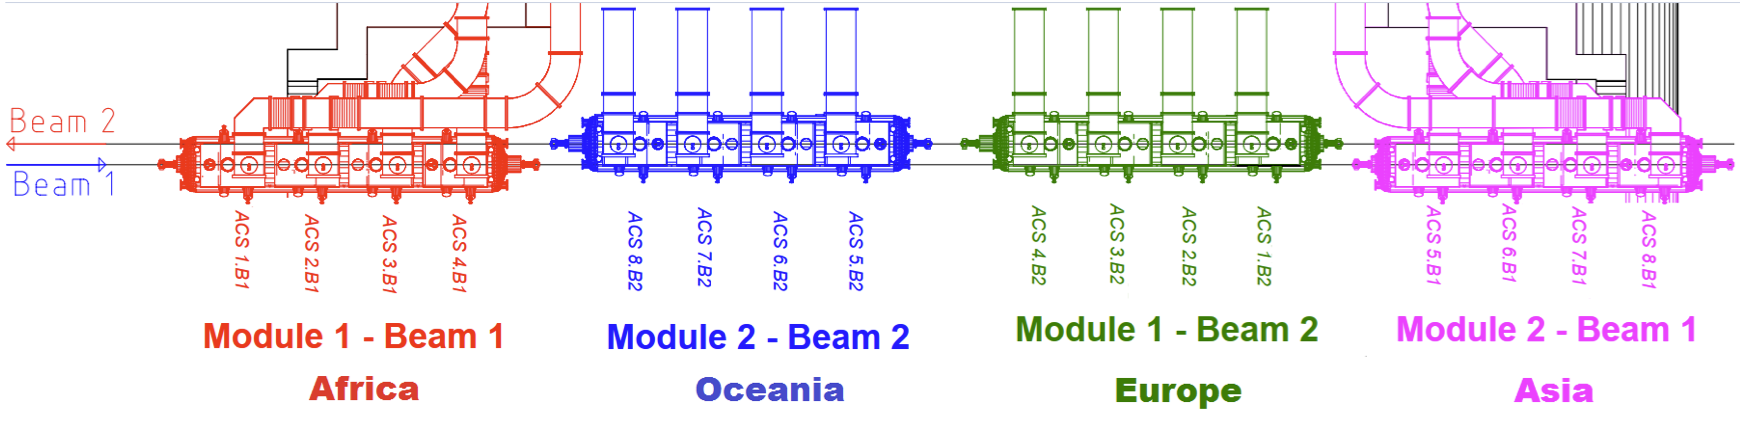 Beam 2
Beam 1
ACS 1.B1
ACS 2.B1
ACS 3.B1
ACS 4.B1
ACS 8.B2
ACS 7.B2
ACS 6.B2
ACS 5.B2
ACS 4.B2
ACS 3.B2
ACS 2.B2
ACS 1.B2
ACS 5.B1
ACS 6.B1
ACS 7.B1
ACS 8.B1
Module 1 - Beam 1
Module 2 - Beam 2
Module 1 - Beam 2
Module 2 - Beam 1
Africa
Oceania
Europe
Asia